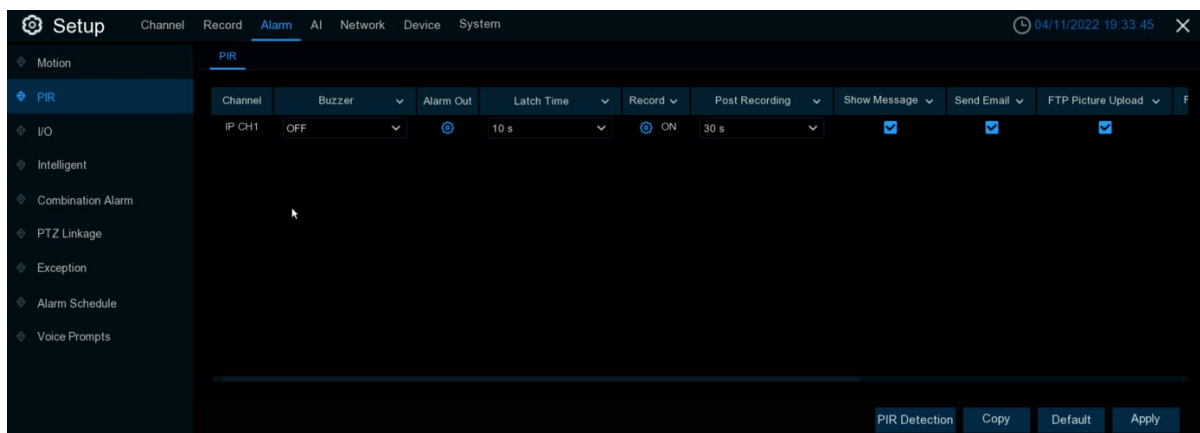 Setup Channel Record Alarm AI Network Device System 04/11/2022 19:33:45
Motion
PIR
I/O
Intelligent
Combination Alarm
PTZ Linkage
Exception
Alarm Schedule
Voice Prompts
PIR
Channel Buzzer Alarm Out Latch Time Record Post Recording Show Message Send Email FTP Picture Upload F
IP CH1 OFF 10 s ON 30 s
PIR Detection Copy Default Apply